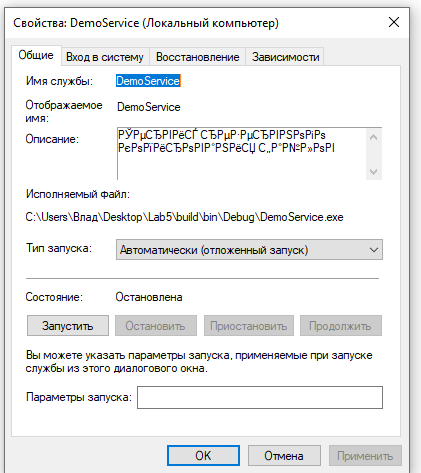 Свойства: DemoService (Локальный компьютер)
Общие Вход в систему Восстановление Зависимости
Имя службы: DemoService
Отображаемое имя: DemoService
Описание: РЎРµСЂРІРёСЃ СЂРµР·РµСЂРІРЅРѕРіРѕ
РєРѕРїРёСЂРѕРІР°РЅРёСЏ С„Р°Р№Р»РѕРІ
Исполняемый файл:
C:\Users\Влад\Desktop\Lab5\build\bin\Debug\DemoService.exe
Тип запуска: Автоматически (отложенный запуск)
Состояние: Остановлена
Запустить Остановить Приостановить Продолжить
Вы можете указать параметры запуска, применяемые при запуске
службы из этого диалогового окна.
Параметры запуска:
OK Отмена Применить